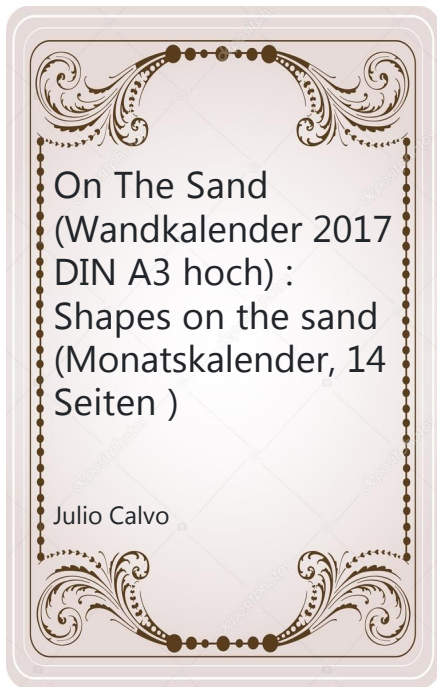 On The Sand
(Wandkalender 2017
DIN A3 hoch) :
Shapes on the sand
(Monatskalender, 14
Seiten )
Julio Calvo